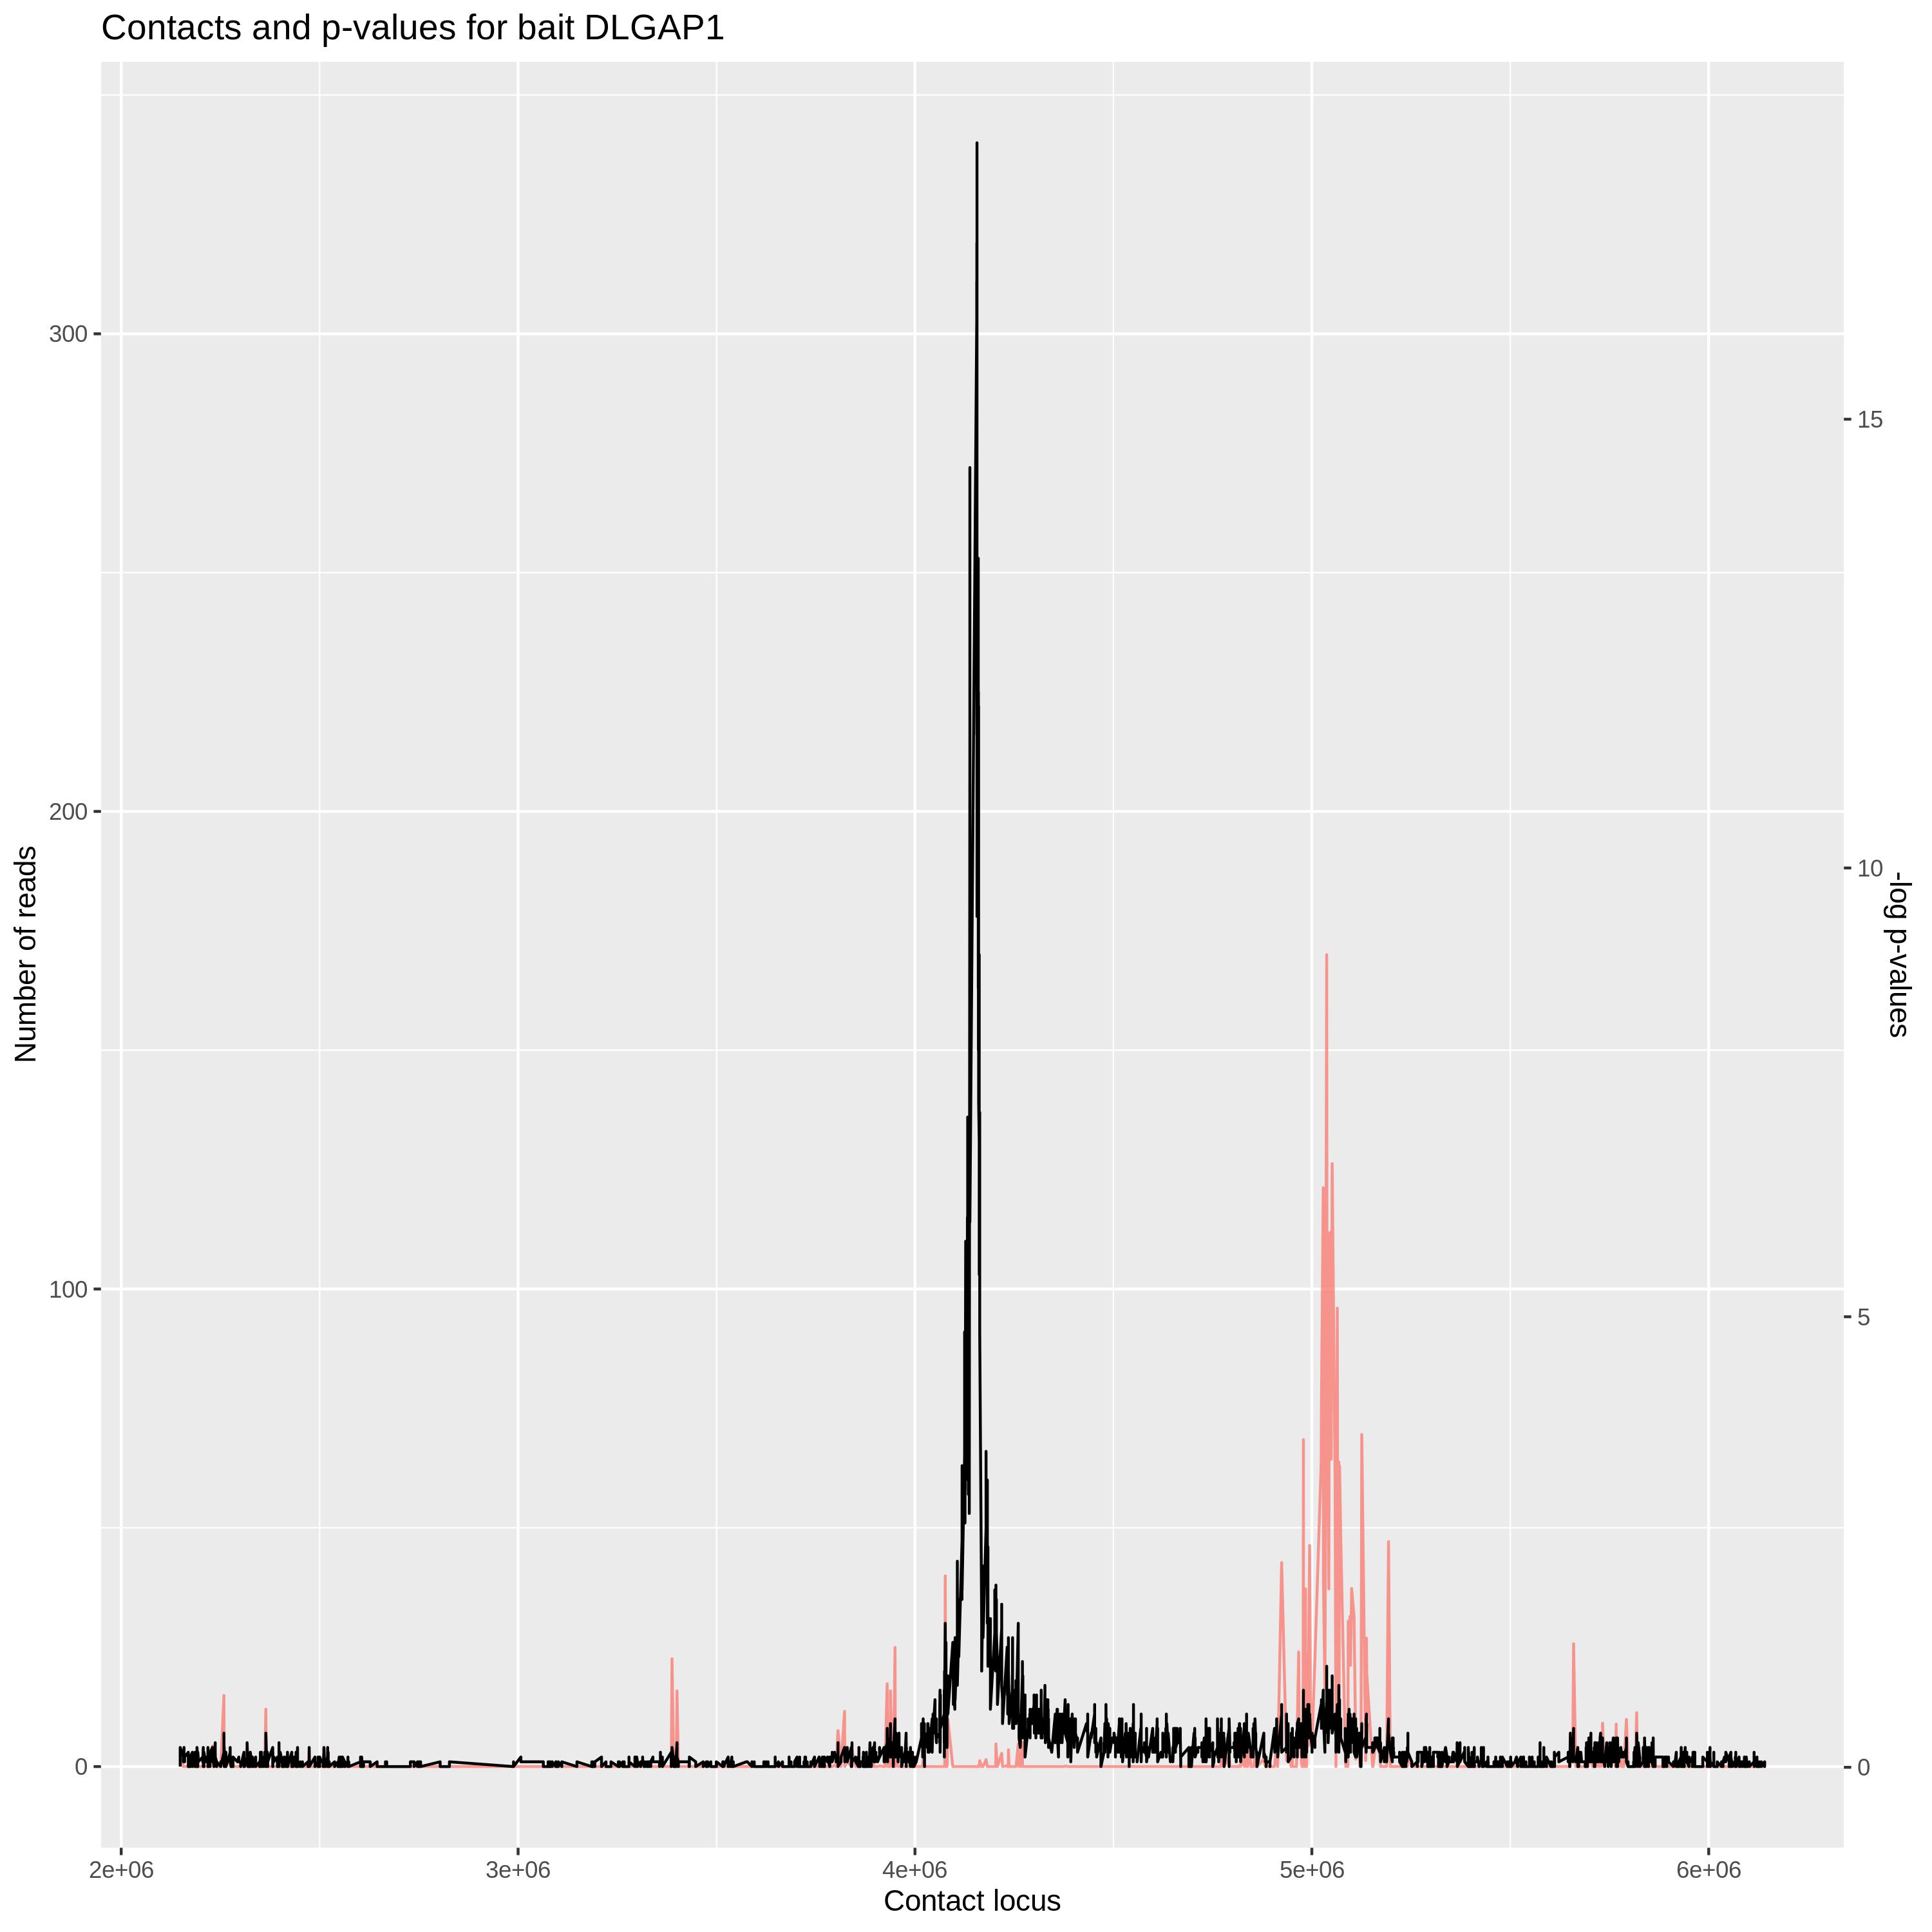 Contacts and p-values for bait DLGAP1
300
200
100
0
Number of reads
15
10
5
0
-log p-values
2e+06 3e+06 4e+06 5e+06 6e+06
Contact locus